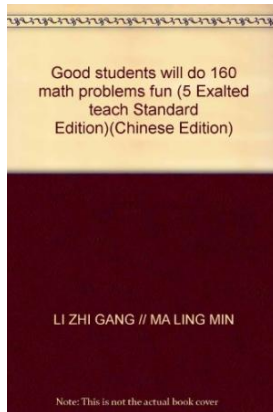 Good students will do 160
math problems fun (5 Exalted
teach Standard
Edition)(Chinese Edition)
LI ZHI GANG // MA LING MIN
Note: This is not the actual book cover